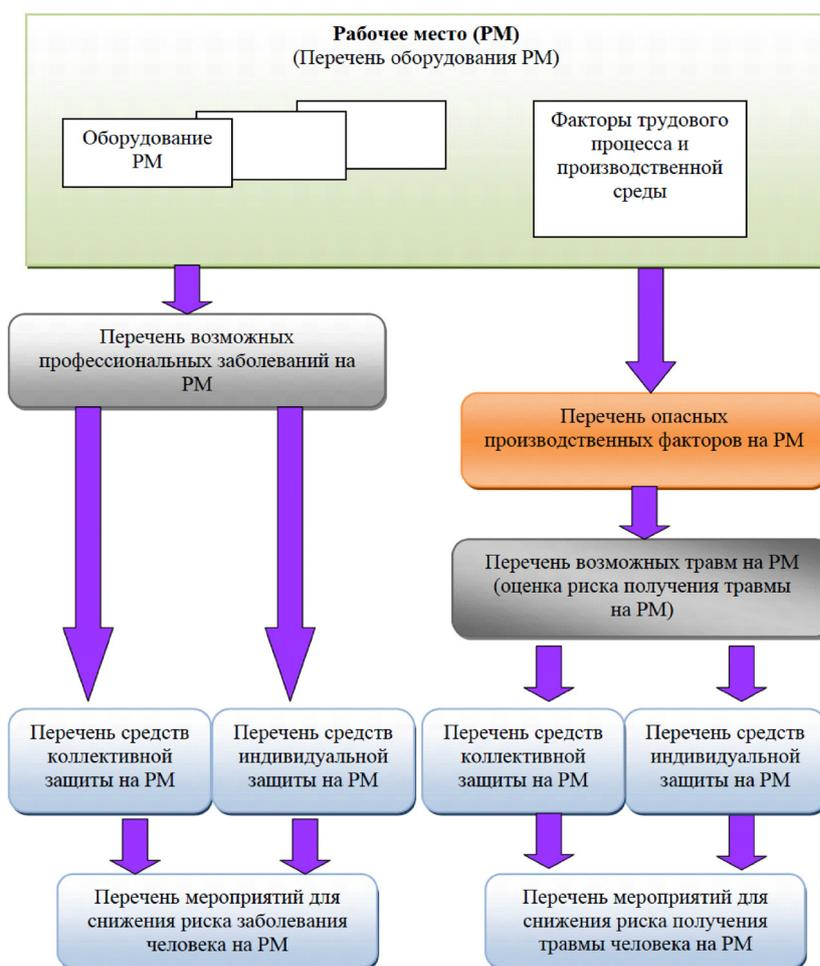 Рабочее место (РМ)
(Перечень оборудования РМ)
Оборудование
РМ
Факторы трудового
процесса и
производственной
среды
Перечень возможных
профессиональных заболеваний на
РМ
Перечень опасных
производственных факторов на РМ
Перечень возможных травм на РМ
(оценка риска получения травмы
на РМ)
Перечень средств
коллективной
защиты на РМ
Перечень средств
индивидуальной
защиты на РМ
Перечень средств
коллективной
защиты на РМ
Перечень средств
индивидуальной
защиты на РМ
Перечень мероприятий для
снижения риска заболевания
человека на РМ
Перечень мероприятий для
снижения риска получения
травмы человека на РМ